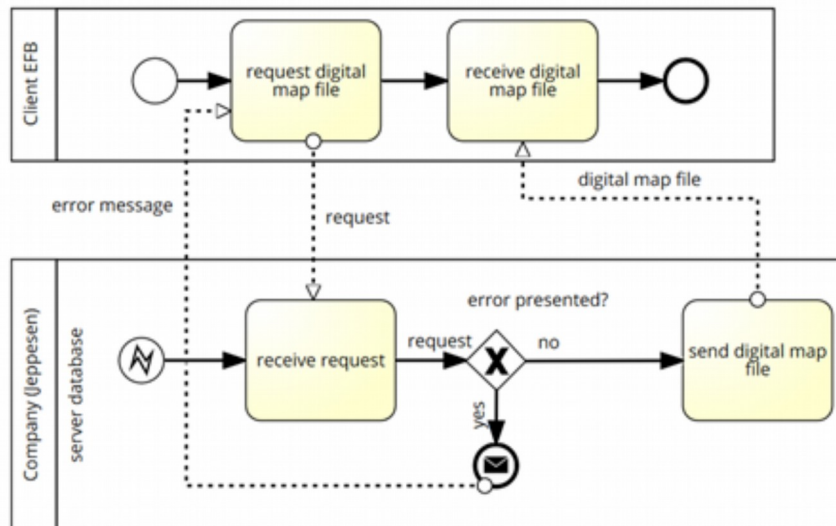 Client EFB
request digital
map file
receive digital
map file
error message
request
digital map file
Company (Jeppesen)
server database
error presented?
receive request
request
no
send digital map
file
yes